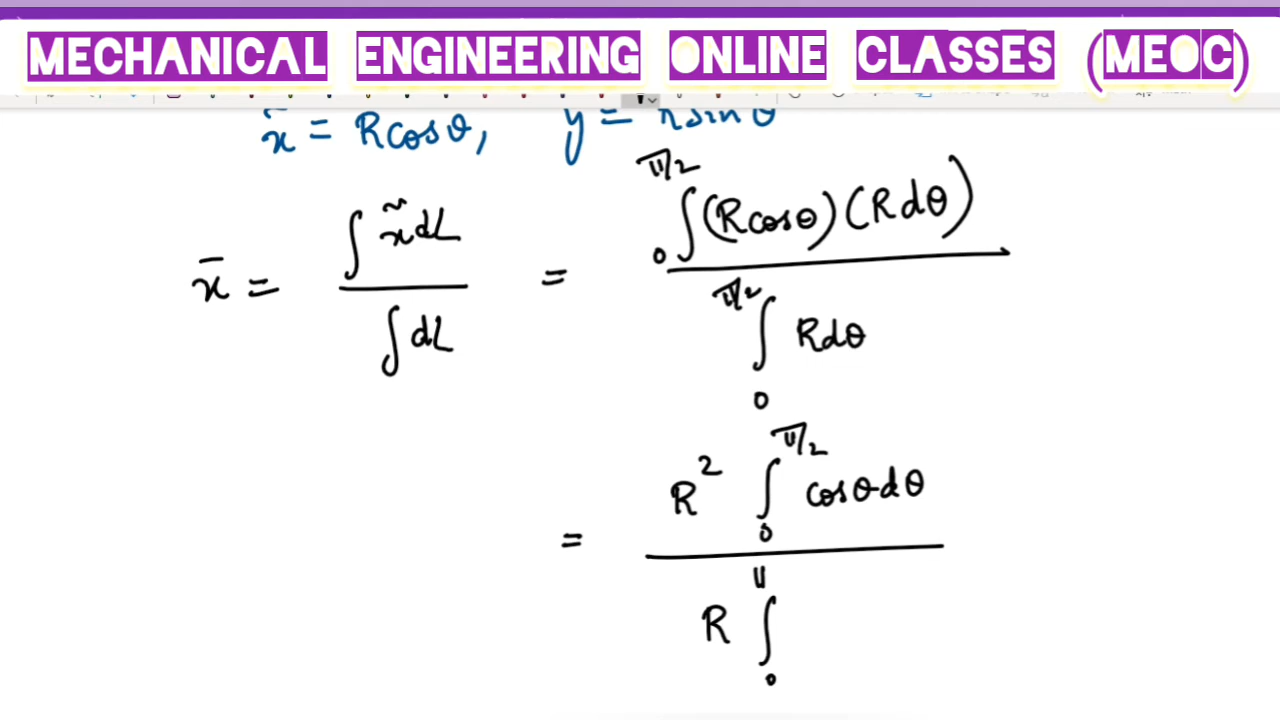 MECHANICAL ENGINEERING ONLINE CLASSES (MEOC)
x̃ = Rcosθ, ỹ = Rsinθ
x̄ = ∫ x̃ dL / ∫ dL = ∫₀^(π/2) (Rcosθ)(Rdθ) / ∫₀^(π/2) Rdθ
= R² ∫₀^(π/2) cosθ dθ / R ∫₀